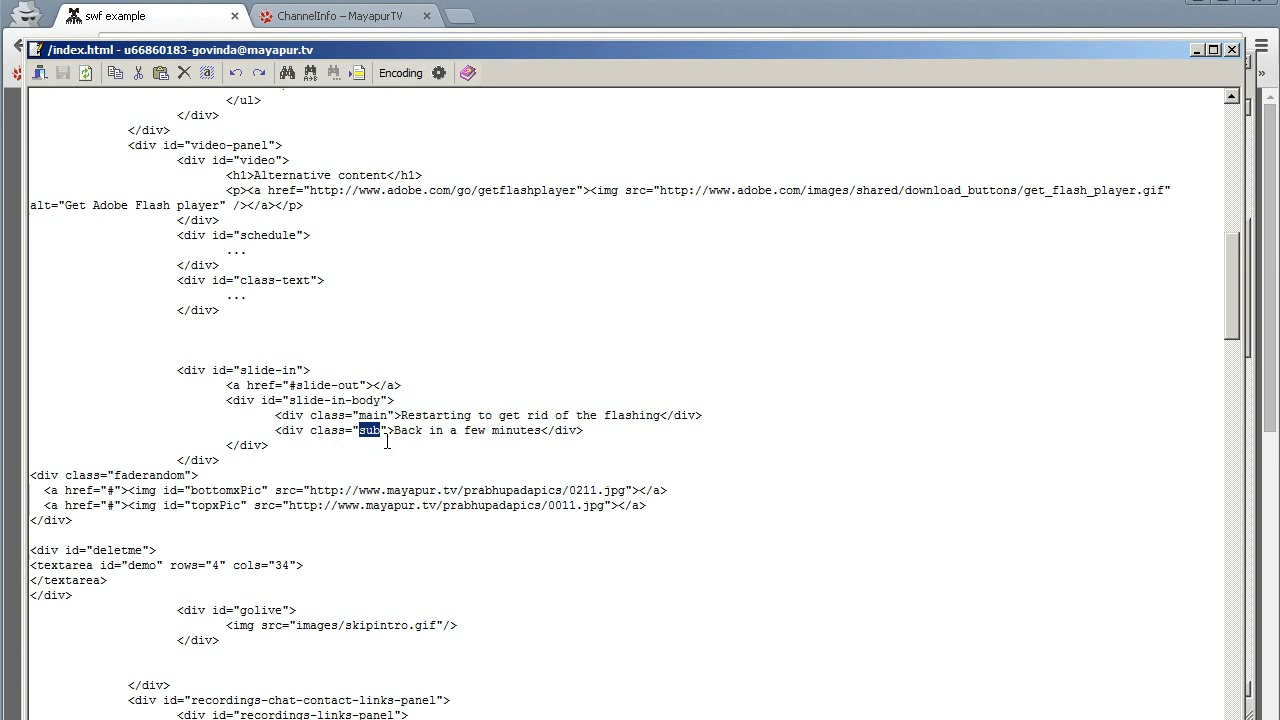 swf example
ChannelInfo – MayapurTV
/index.html - u66860183-govinda@mayapur.tv
Encoding
</ul>
</div>
</div>
<div id="video-panel">
<div id="video">
<h1>Alternative content</h1>
<p><a href="http://www.adobe.com/go/getflashplayer"><img src="http://www.adobe.com/images/shared/download_buttons/get_flash_player.gif"
alt="Get Adobe Flash player" /></a></p>
</div>
<div id="schedule">
...
</div>
<div id="class-text">
...
</div>
<div id="slide-in">
<a href="#slide-out"></a>
<div id="slide-in-body">
<div class="main">Restarting to get rid of the flashing</div>
<div class="sub">Back in a few minutes</div>
</div>
</div>
<div class="faderandom">
<a href="#"><img id="bottomxPic" src="http://www.mayapur.tv/prabhupadapics/0211.jpg"></a>
<a href="#"><img id="topxPic" src="http://www.mayapur.tv/prabhupadapics/0011.jpg"></a>
</div>
<div id="deletme">
<textarea id="demo" rows="4" cols="34">
</textarea>
</div>
<div id="golive">
<img src="images/skipintro.gif"/>
</div>
</div>
<div id="recordings-chat-contact-links-panel">
<div id="recordings-links-panel">